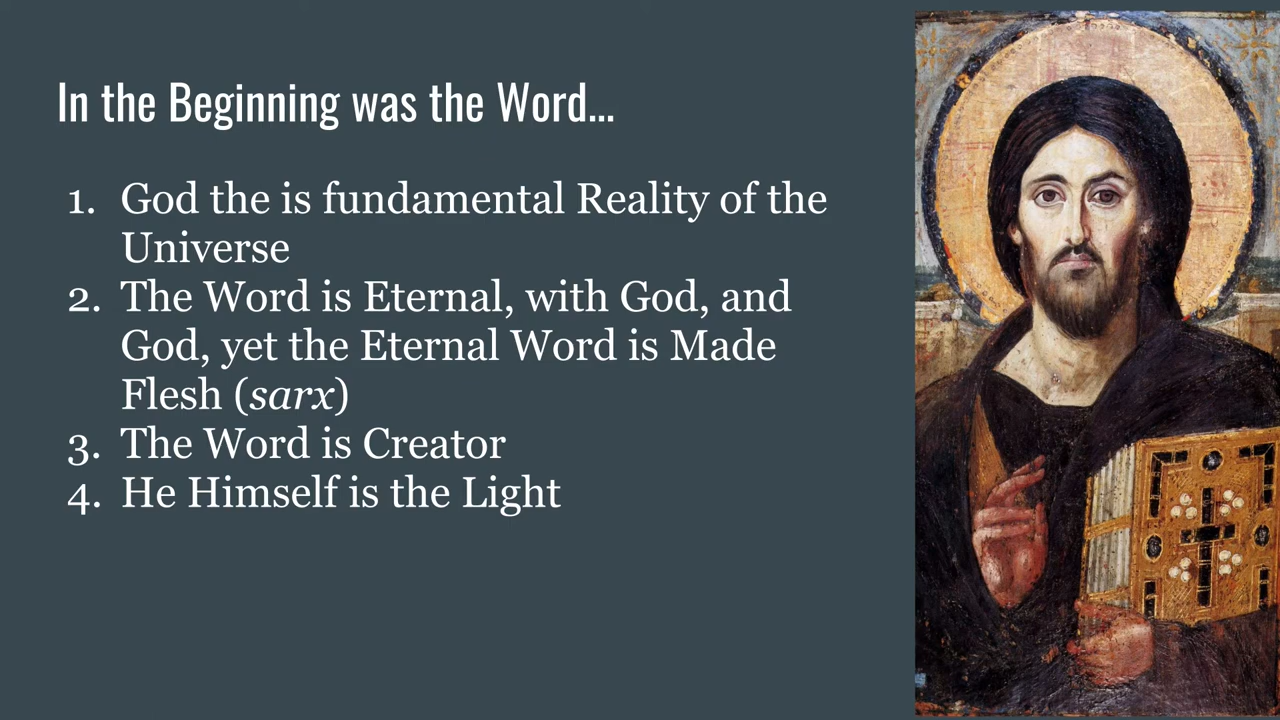 In the Beginning was the Word...
1. God the is fundamental Reality of the
Universe
2. The Word is Eternal, with God, and
God, yet the Eternal Word is Made
Flesh (sarx)
3. The Word is Creator
4. He Himself is the Light